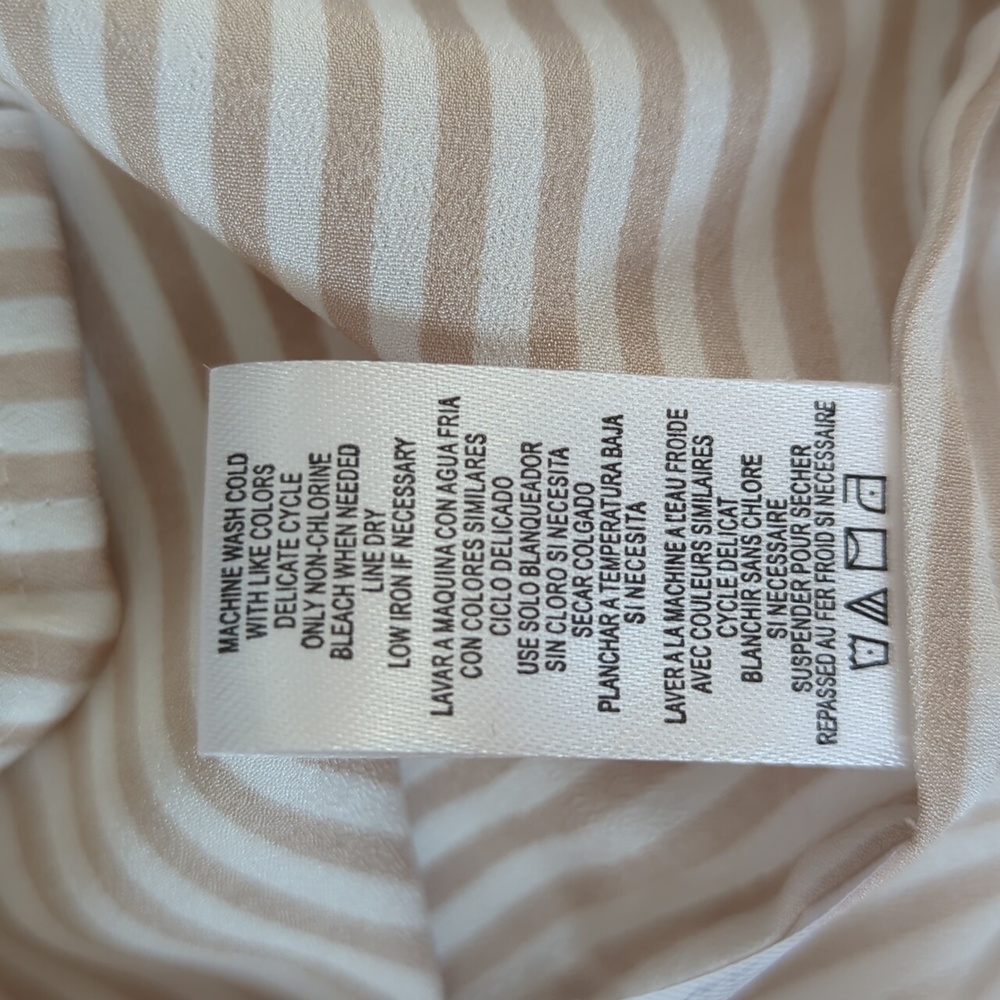 MACHINE WASH COLD
WITH LIKE COLORS
DELICATE CYCLE
ONLY NON-CHLORINE
BLEACH WHEN NEEDED
LINE DRY
LOW IRON IF NECESSARY
LAVAR A MAQUINA CON AGUA FRIA
CON COLORES SIMILARES
CICLO DELICADO
USE SOLO BLANQUEADOR
SIN CLORO SI NECESITA
SECAR COLGADO
PLANCHAR A TEMPERATURA BAJA
SI NECESITA
LAVER A LA MACHINE A L'EAU FROIDE
AVEC COULEURS SIMILARES
CYCLE DELICAT
BLANCHIR SANS CHLORE
SI NECESSAIRE
SUSPENDER POUR SECHER
REPASSED AU FER FROID SI NECESSAIRE